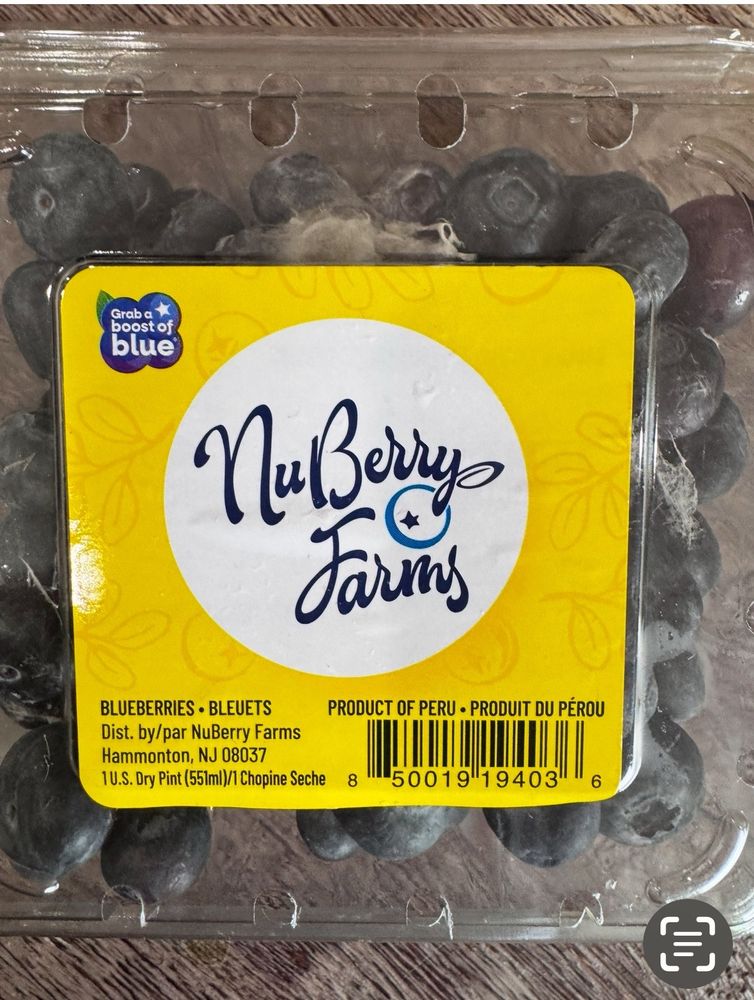 Grab a
boost of
blue
NuBerry
Farms
BLUEBERRIES • BLEUETS
Dist. by/par NuBerry Farms
Hammonton, NJ 08037
1 U.S. Dry Pint (551ml)/1 Chopine Seche
PRODUCT OF PERU • PRODUIT DU PÉROU
8 50019 19403 6